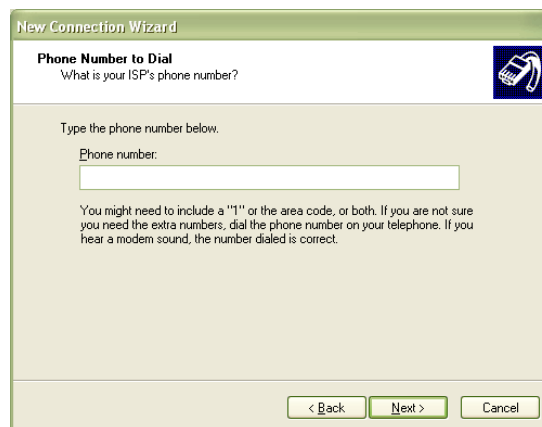 New Connection Wizard
Phone Number to Dial
What is your ISP's phone number?
Type the phone number below.
Phone number:
You might need to include a "1" or the area code, or both. If you are not sure
you need the extra numbers, dial the phone number on your telephone. If you
hear a modem sound, the number dialed is correct.
< Back
Next >
Cancel